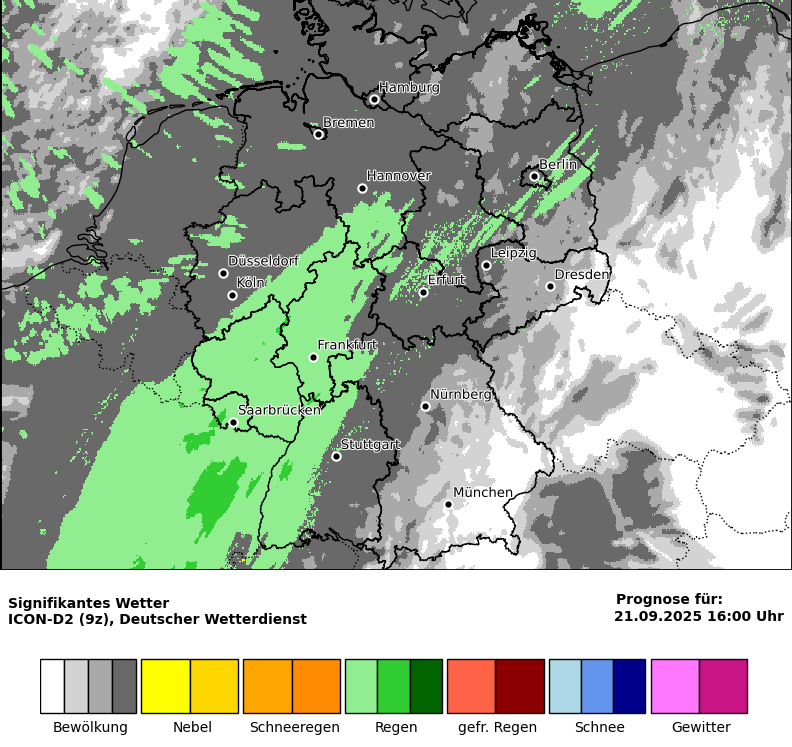 Hamburg
Bremen
Berlin
Hannover
Leipzig
Düsseldorf
Dresden
Köln
Erfurt
Frankfurt
Nürnberg
Saarbrücken
Stuttgart
München
Signifikantes Wetter
ICON-D2 (9z), Deutscher Wetterdienst
Prognose für:
21.09.2025 16:00 Uhr
Bewölkung Nebel Schneeregen Regen gefr. Regen Schnee Gewitter